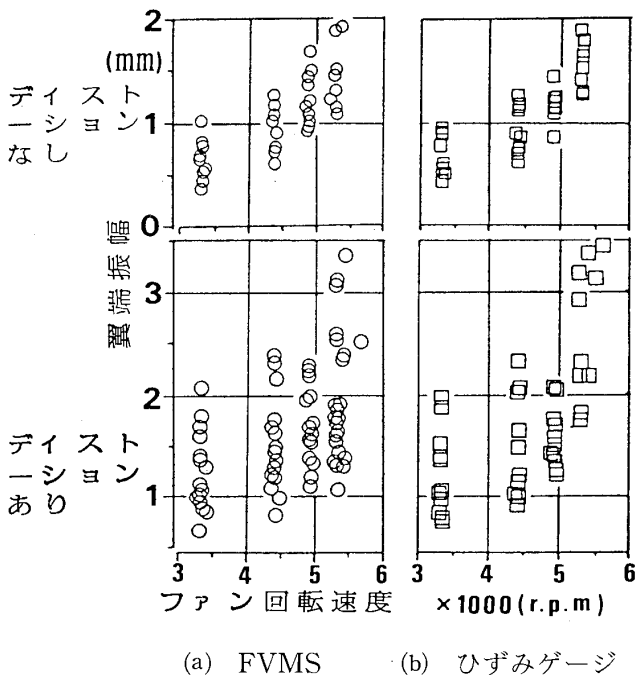 2
(mm)
ディスト
ーション
なし
1
0
翼端振幅
3
2
ディスト
ーション
あり
1
3 4 5 6
3 4 5 6
ファン回転速度
×1000(r.p.m)
(a) FVMS
(b) ひずみゲージ